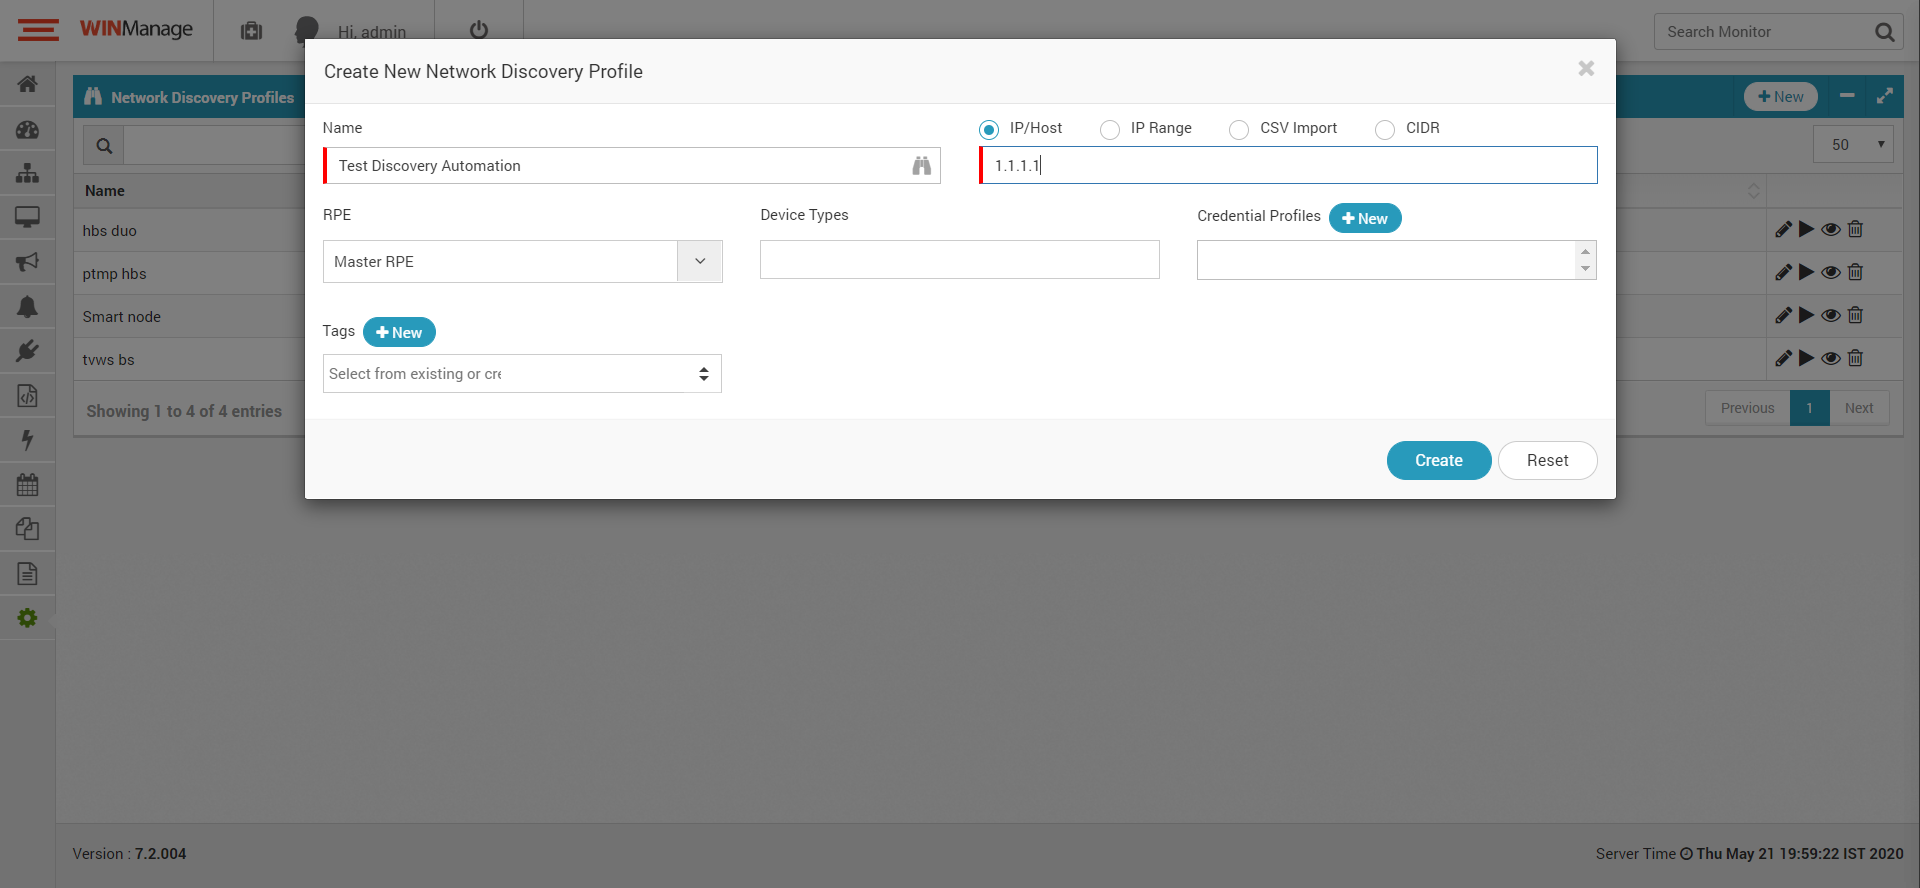 WINManage
Hi, admin
Search Monitor
Create New Network Discovery Profile
Network Discovery Profiles
New
Name
IP/Host
IP Range
CSV Import
CIDR
Test Discovery Automation
1.1.1.1
50
Name
RPE
Device Types
Credential Profiles
New
hbs duo
Master RPE
ptmp hbs
Smart node
Tags
New
tvws bs
Select from existing or cre
Showing 1 to 4 of 4 entries
Previous
1
Next
Create
Reset
Version : 7.2.004
Server Time Thu May 21 19:59:22 IST 2020